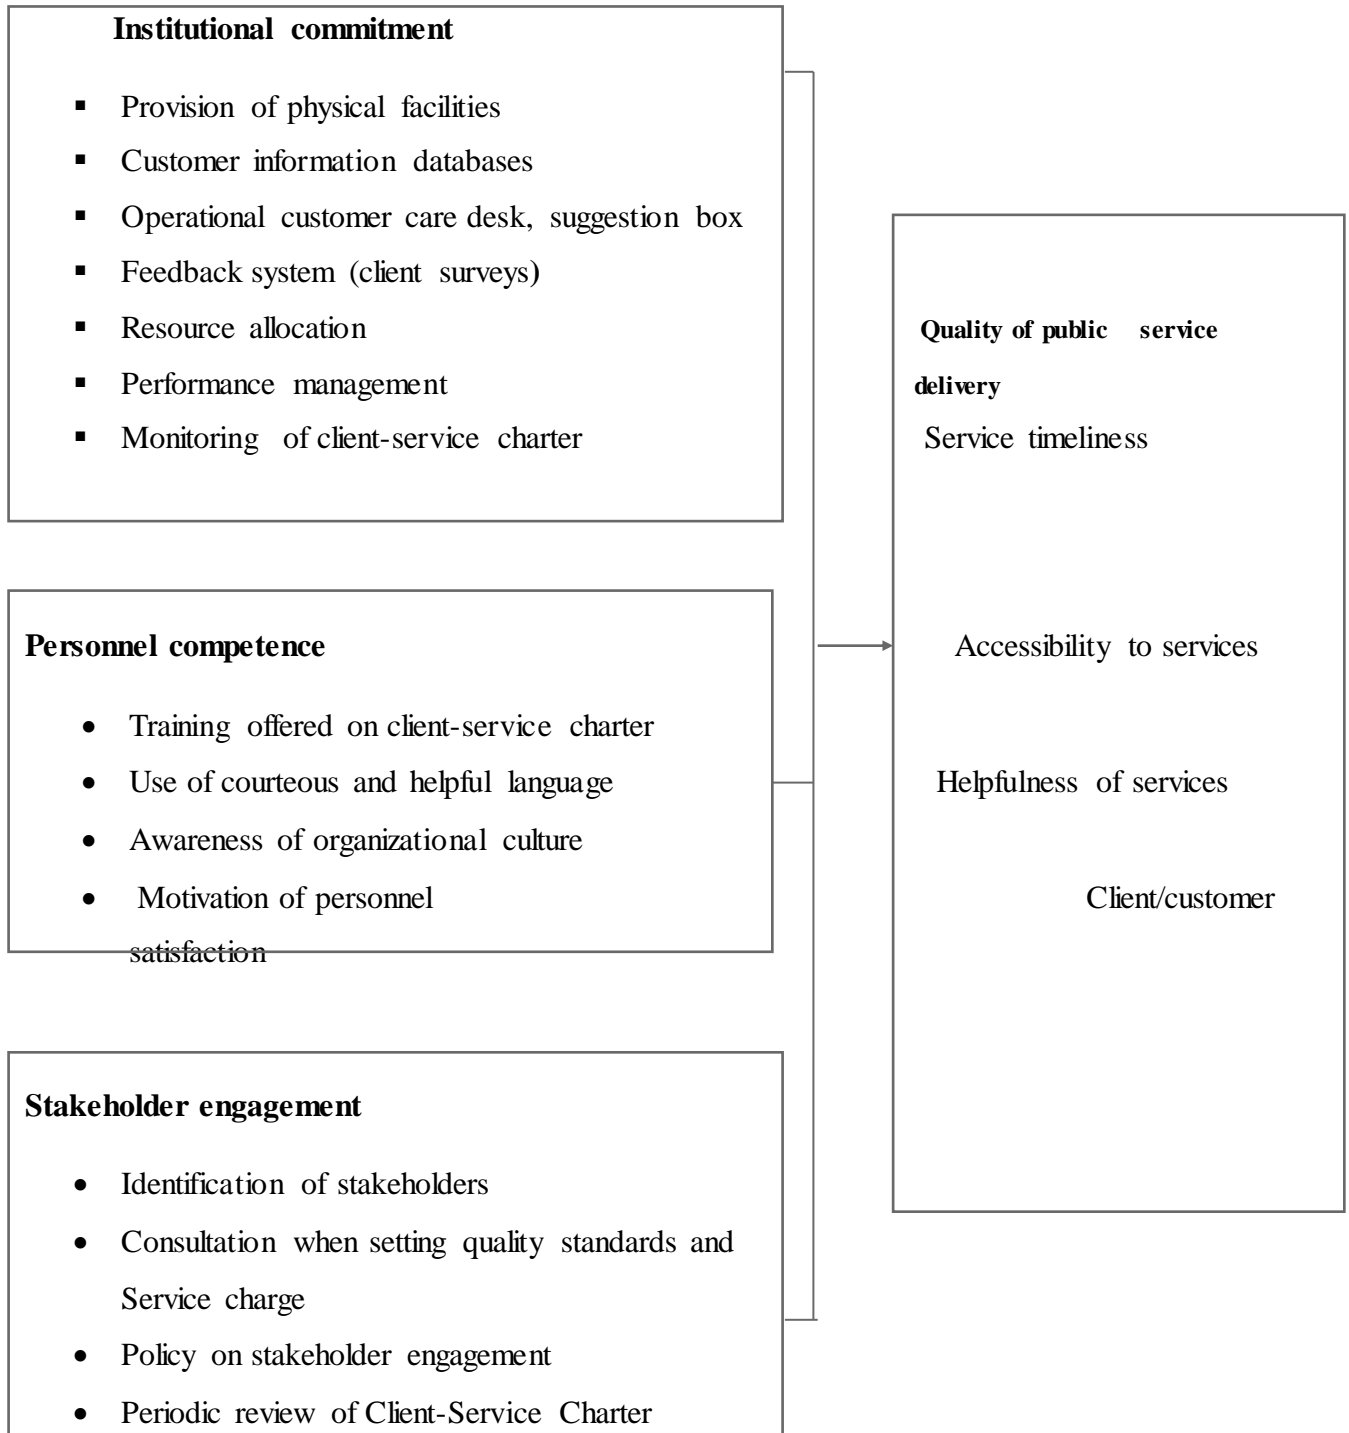 Institutional commitment
▪ Provision of physical facilities
▪ Customer information databases
▪ Operational customer care desk, suggestion box
▪ Feedback system (client surveys)
▪ Resource allocation
▪ Performance management
▪ Monitoring of client-service charter
Personnel competence
• Training offered on client-service charter
• Use of courteous and helpful language
• Awareness of organizational culture
• Motivation of personnel
satisfaction
Stakeholder engagement
• Identification of stakeholders
• Consultation when setting quality standards and
Service charge
• Policy on stakeholder engagement
• Periodic review of Client-Service Charter
Quality of public service
delivery
Service timeliness
Accessibility to services
Helpfulness of services
Client/customer